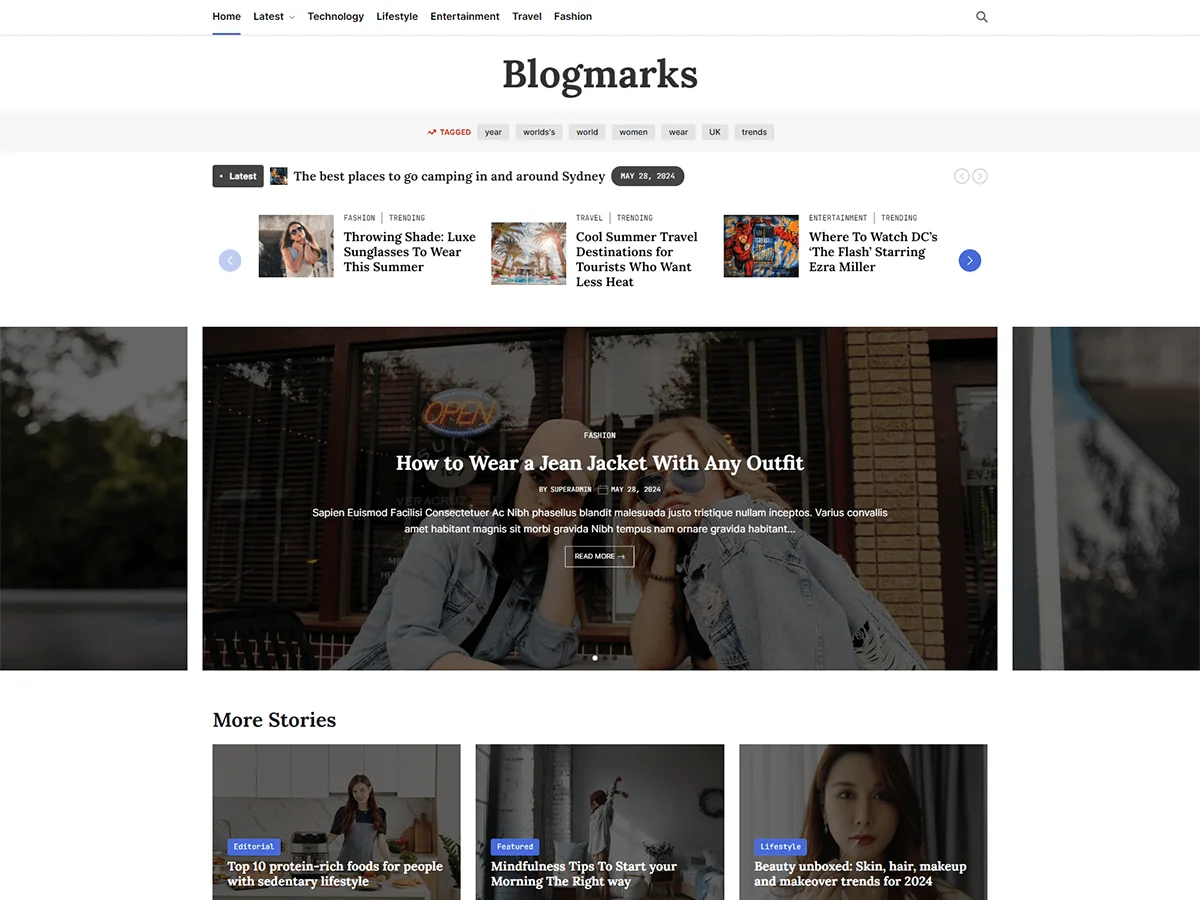 Home Latest Technology Lifestyle Entertainment Travel Fashion
Blogmarks
TAGGED year worlds's world women wear UK trends
• Latest The best places to go camping in and around Sydney MAY 28, 2024
FASHION | TRENDING
Throwing Shade: Luxe
Sunglasses To Wear
This Summer
TRAVEL | TRENDING
Cool Summer Travel
Destinations for
Tourists Who Want
Less Heat
ENTERTAINMENT | TRENDING
Where To Watch DC's
‘The Flash’ Starring
Ezra Miller
OPEN
SUITE
VERACRUZ
FASHION
How to Wear a Jean Jacket With Any Outfit
BY SUPERADMIN MAY 28, 2024
Sapien Euismod Facilisi Consectetuer Ac Nibh phasellus blandit malesuada justo tristique nullam inceptos. Varius convallis
amet habitant magnis sit morbi gravida Nibh tempus nam ornare gravida habitant...
READ MORE →
More Stories
Editorial
Top 10 protein-rich foods for people
with sedentary lifestyle
Featured
Mindfulness Tips To Start your
Morning The Right way
Lifestyle
Beauty unboxed: Skin, hair, makeup
and makeover trends for 2024